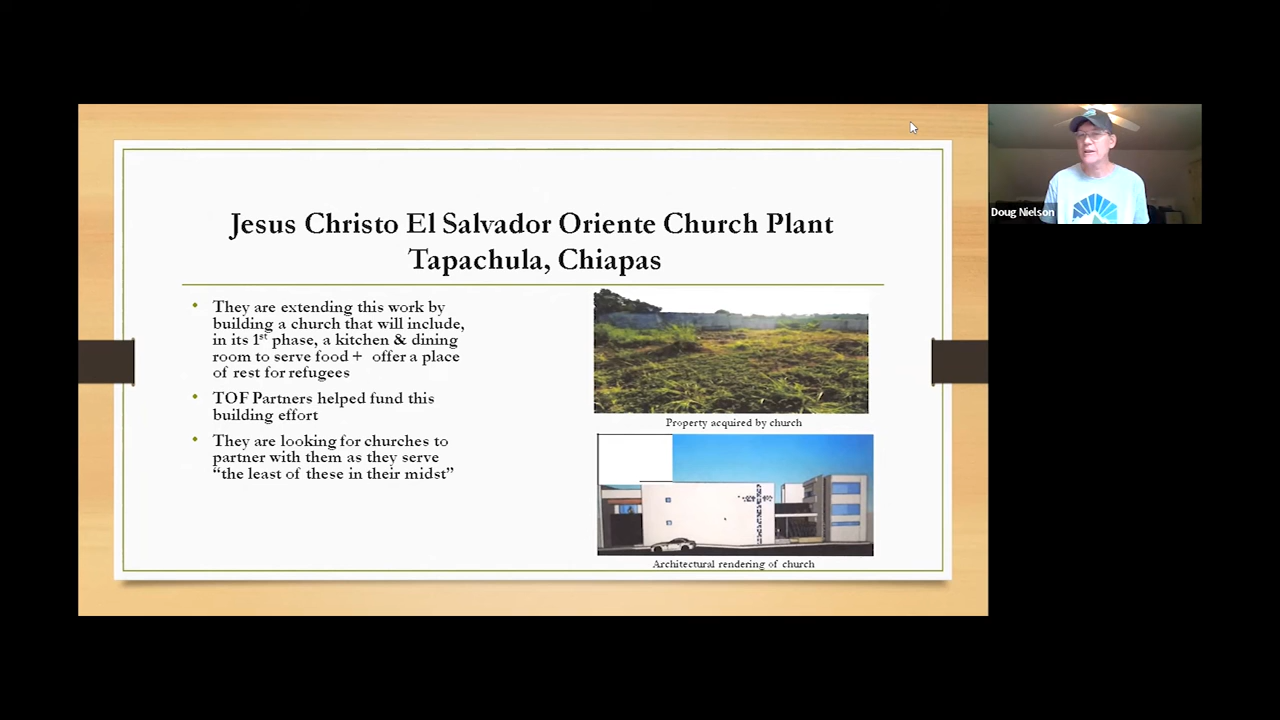 Jesus Christo El Salvador Oriente Church Plant
Tapachula, Chiapas
• They are extending this work by
building a church that will include,
in its 1st phase, a kitchen & dining
room to serve food + offer a place
of rest for refugees
• TOF Partners helped fund this
building effort
• They are looking for churches to
partner with them as they serve
“the least of these in their midst”
Property acquired by church
Architectural rendering of church
Doug Nielson